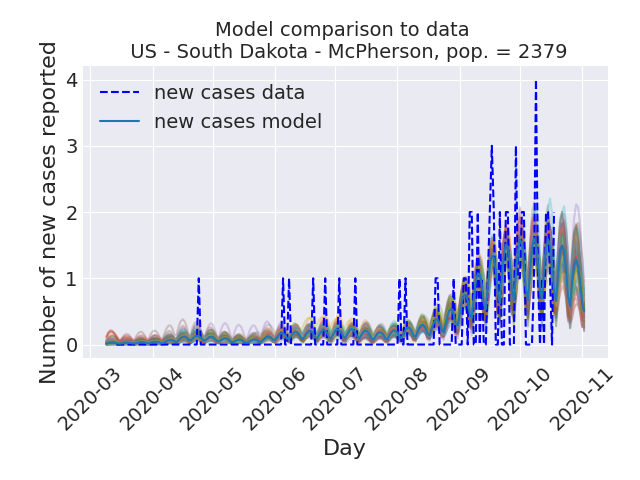 Model comparison to data
US - South Dakota - McPherson, pop. = 2379
Number of new cases reported
4
3
2
1
0
new cases data
new cases model
2020-03
2020-04
2020-05
2020-06
2020-07
2020-08
2020-09
2020-10
2020-11
Day